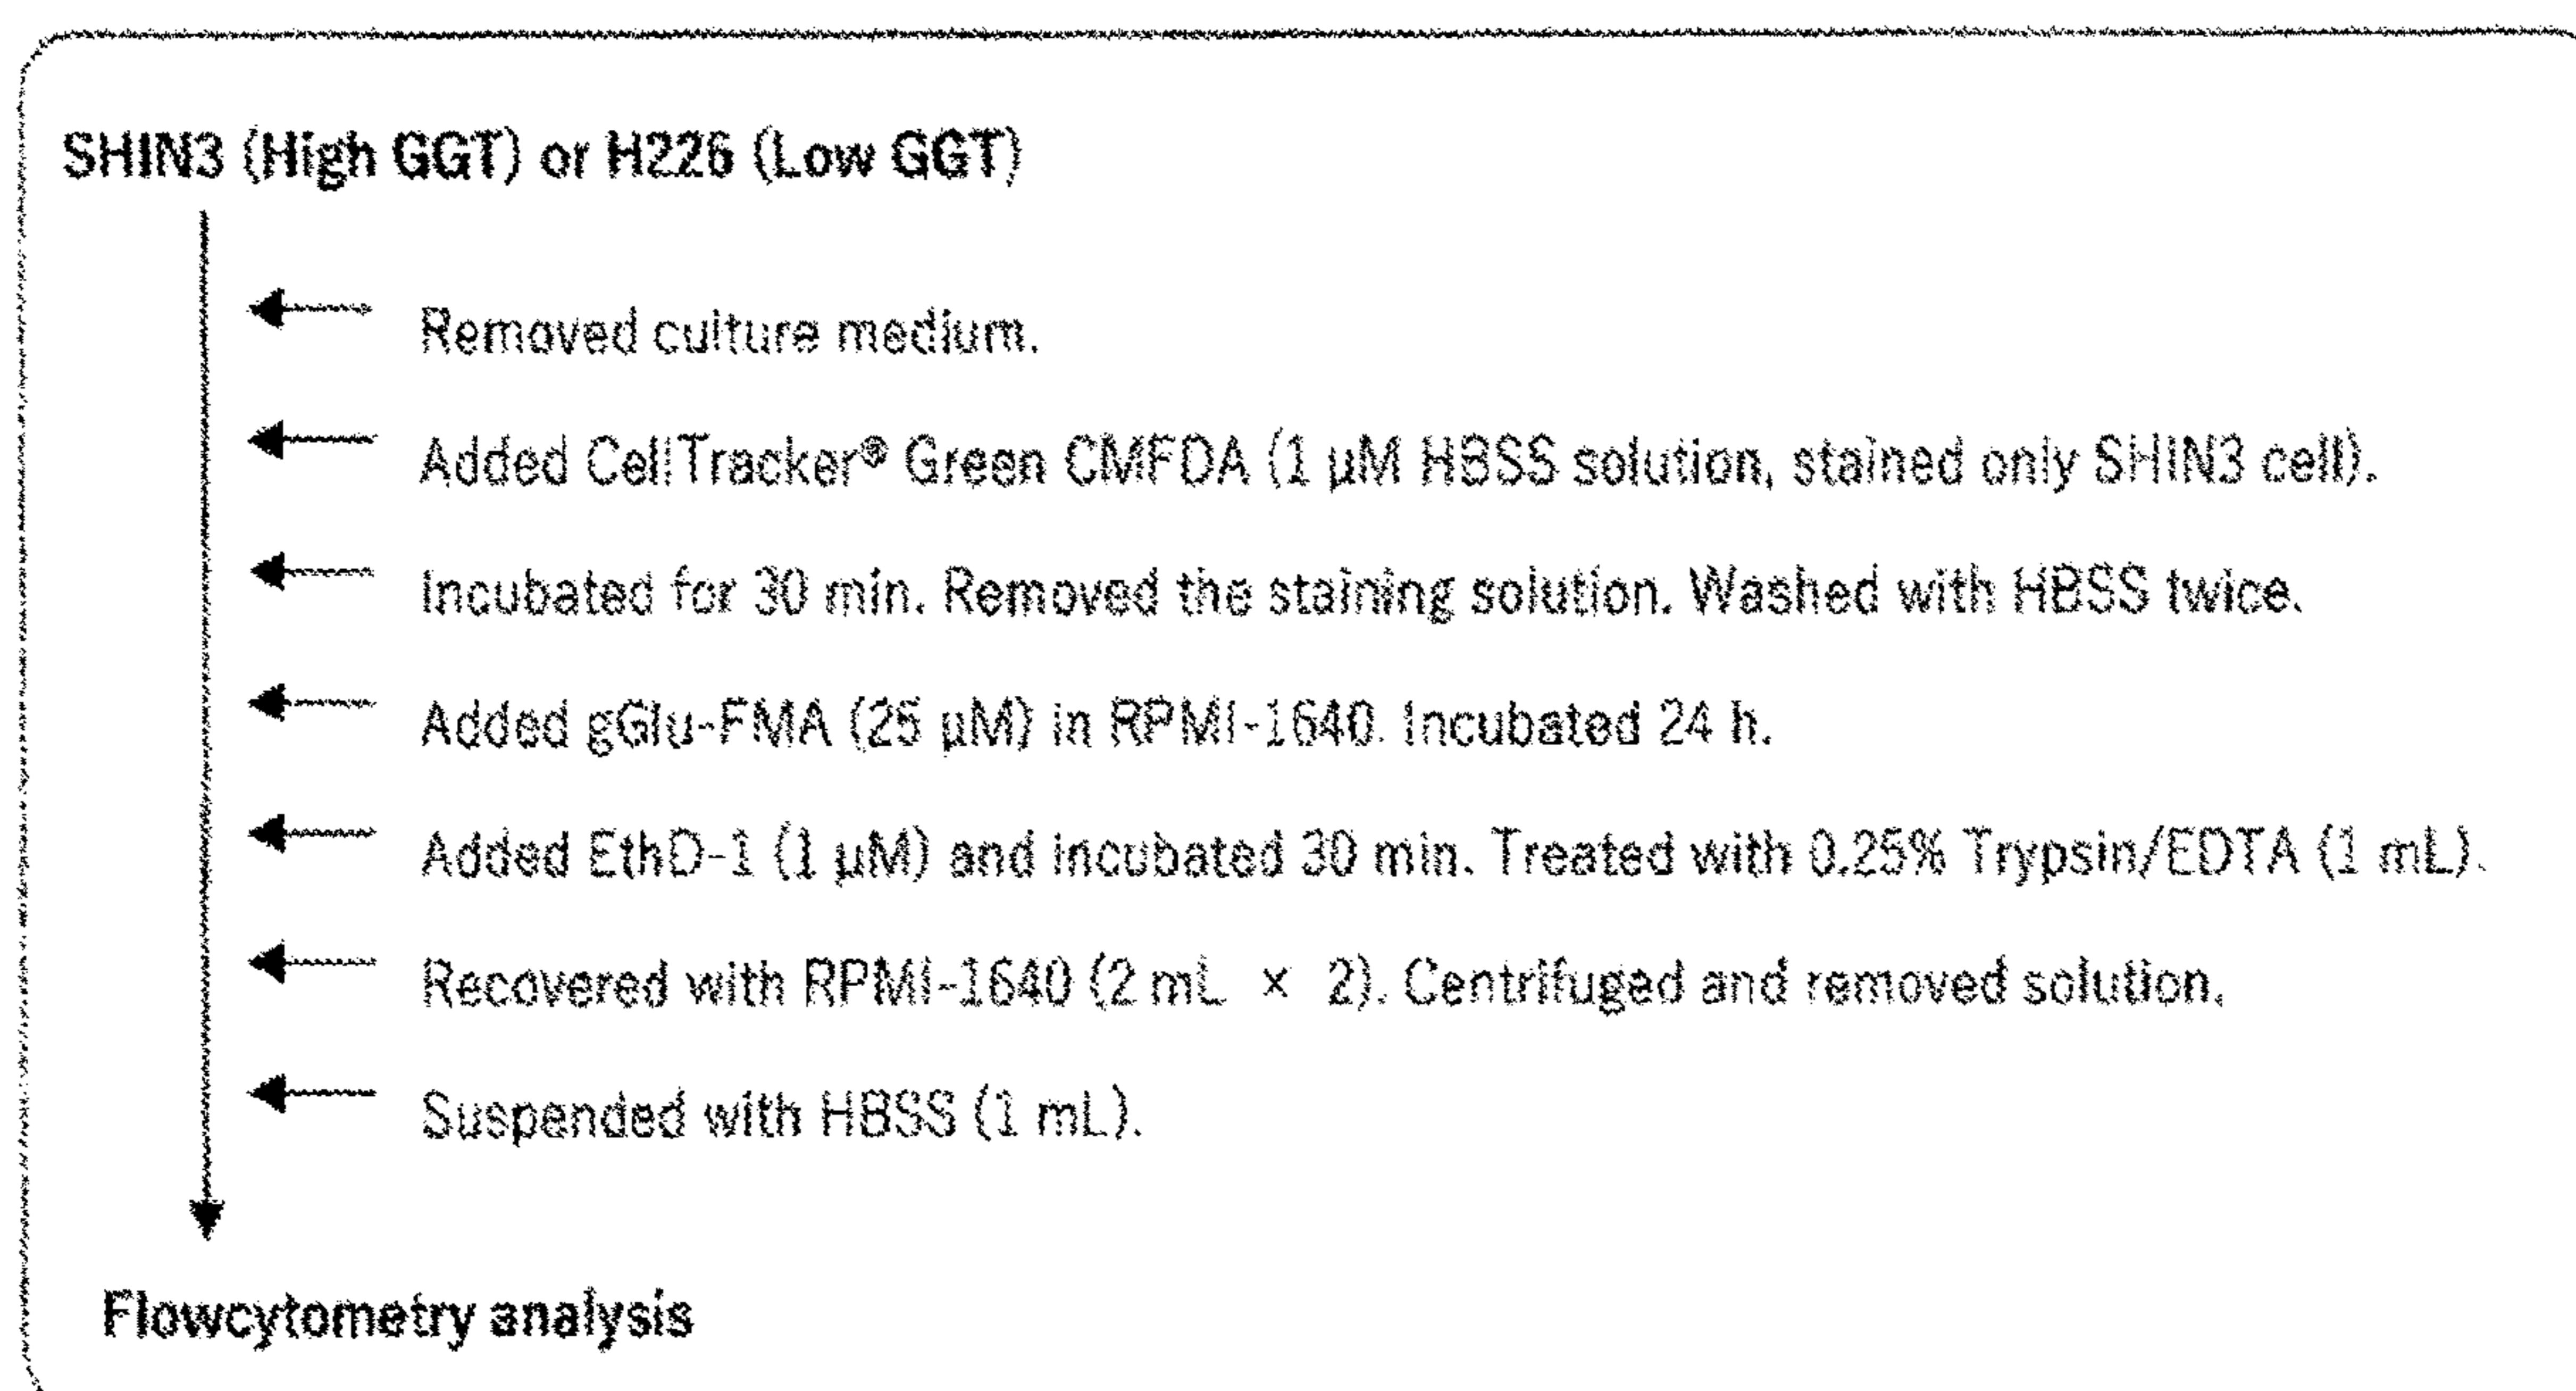 SHIN3 (High GGT) or H226 (Low GGT)
Removed culture medium.
Added CellTracker® Green CMFDA (1 µM HBSS solution, stained only SHIN3 cell).
Incubated for 30 min. Removed the staining solution. Washed with HBSS twice.
Added gGlu-FMA (25 µM) in RPMI-1640. Incubated 24 h.
Added EthD-1 (1 µM) and incubated 30 min. Treated with 0.25% Trypsin/EDTA (1 mL).
Recovered with RPMI-1640 (2 mL × 2). Centrifuged and removed solution.
Suspended with HBSS (1 mL).
Flowcytometry analysis